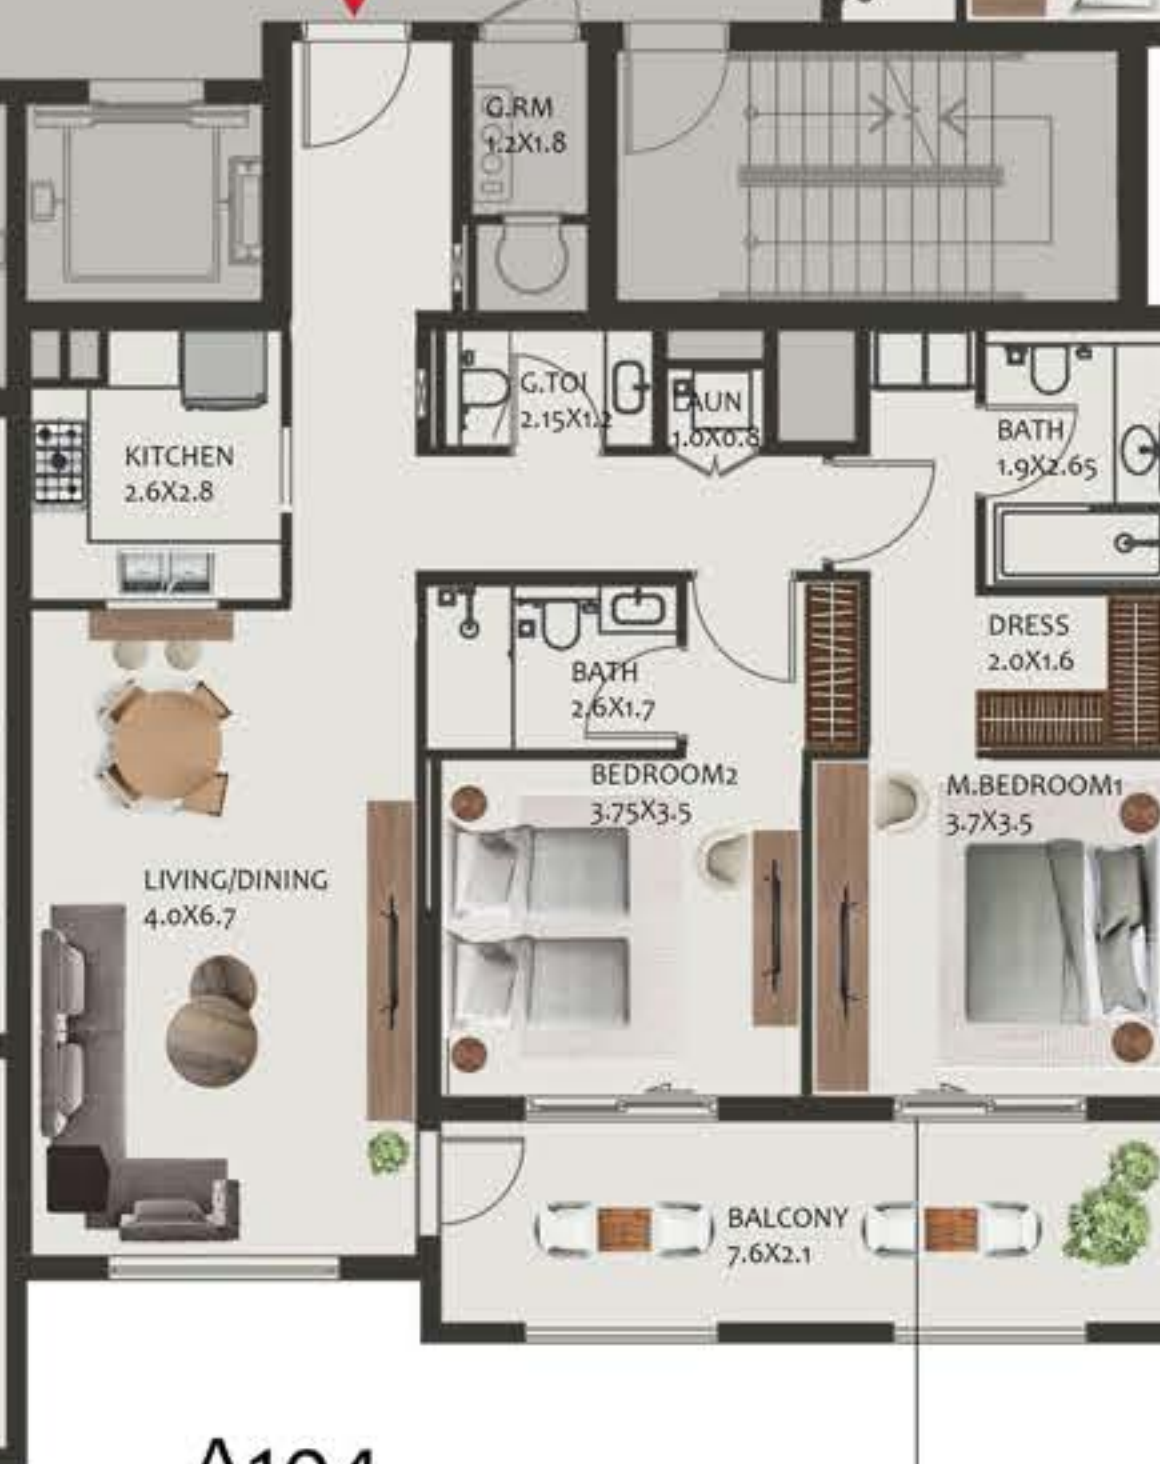 G.RM
1.2X1.8
G.TOI
2.15X1.2
LAUN
1.0X0.8
BATH
1.9X2.65
KITCHEN
2.6X2.8
DRESS
2.0X1.6
BATH
2.6X1.7
BEDROOM2
3.75X3.5
M.BEDROOM1
3.7X3.5
LIVING/DINING
4.0X6.7
BALCONY
7.6X2.1
A104